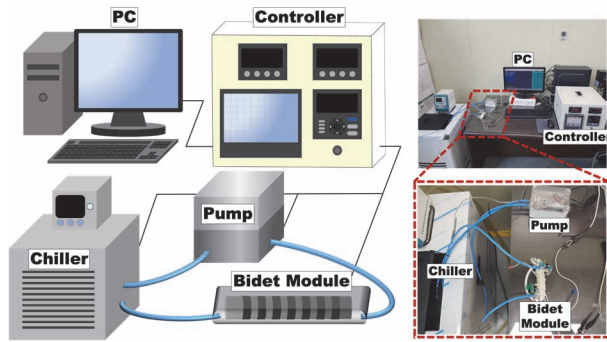 PC
Controller
Pump
Chiller
Bidet Module
PC
Controller
Pump
Chiller
Bidet
Module